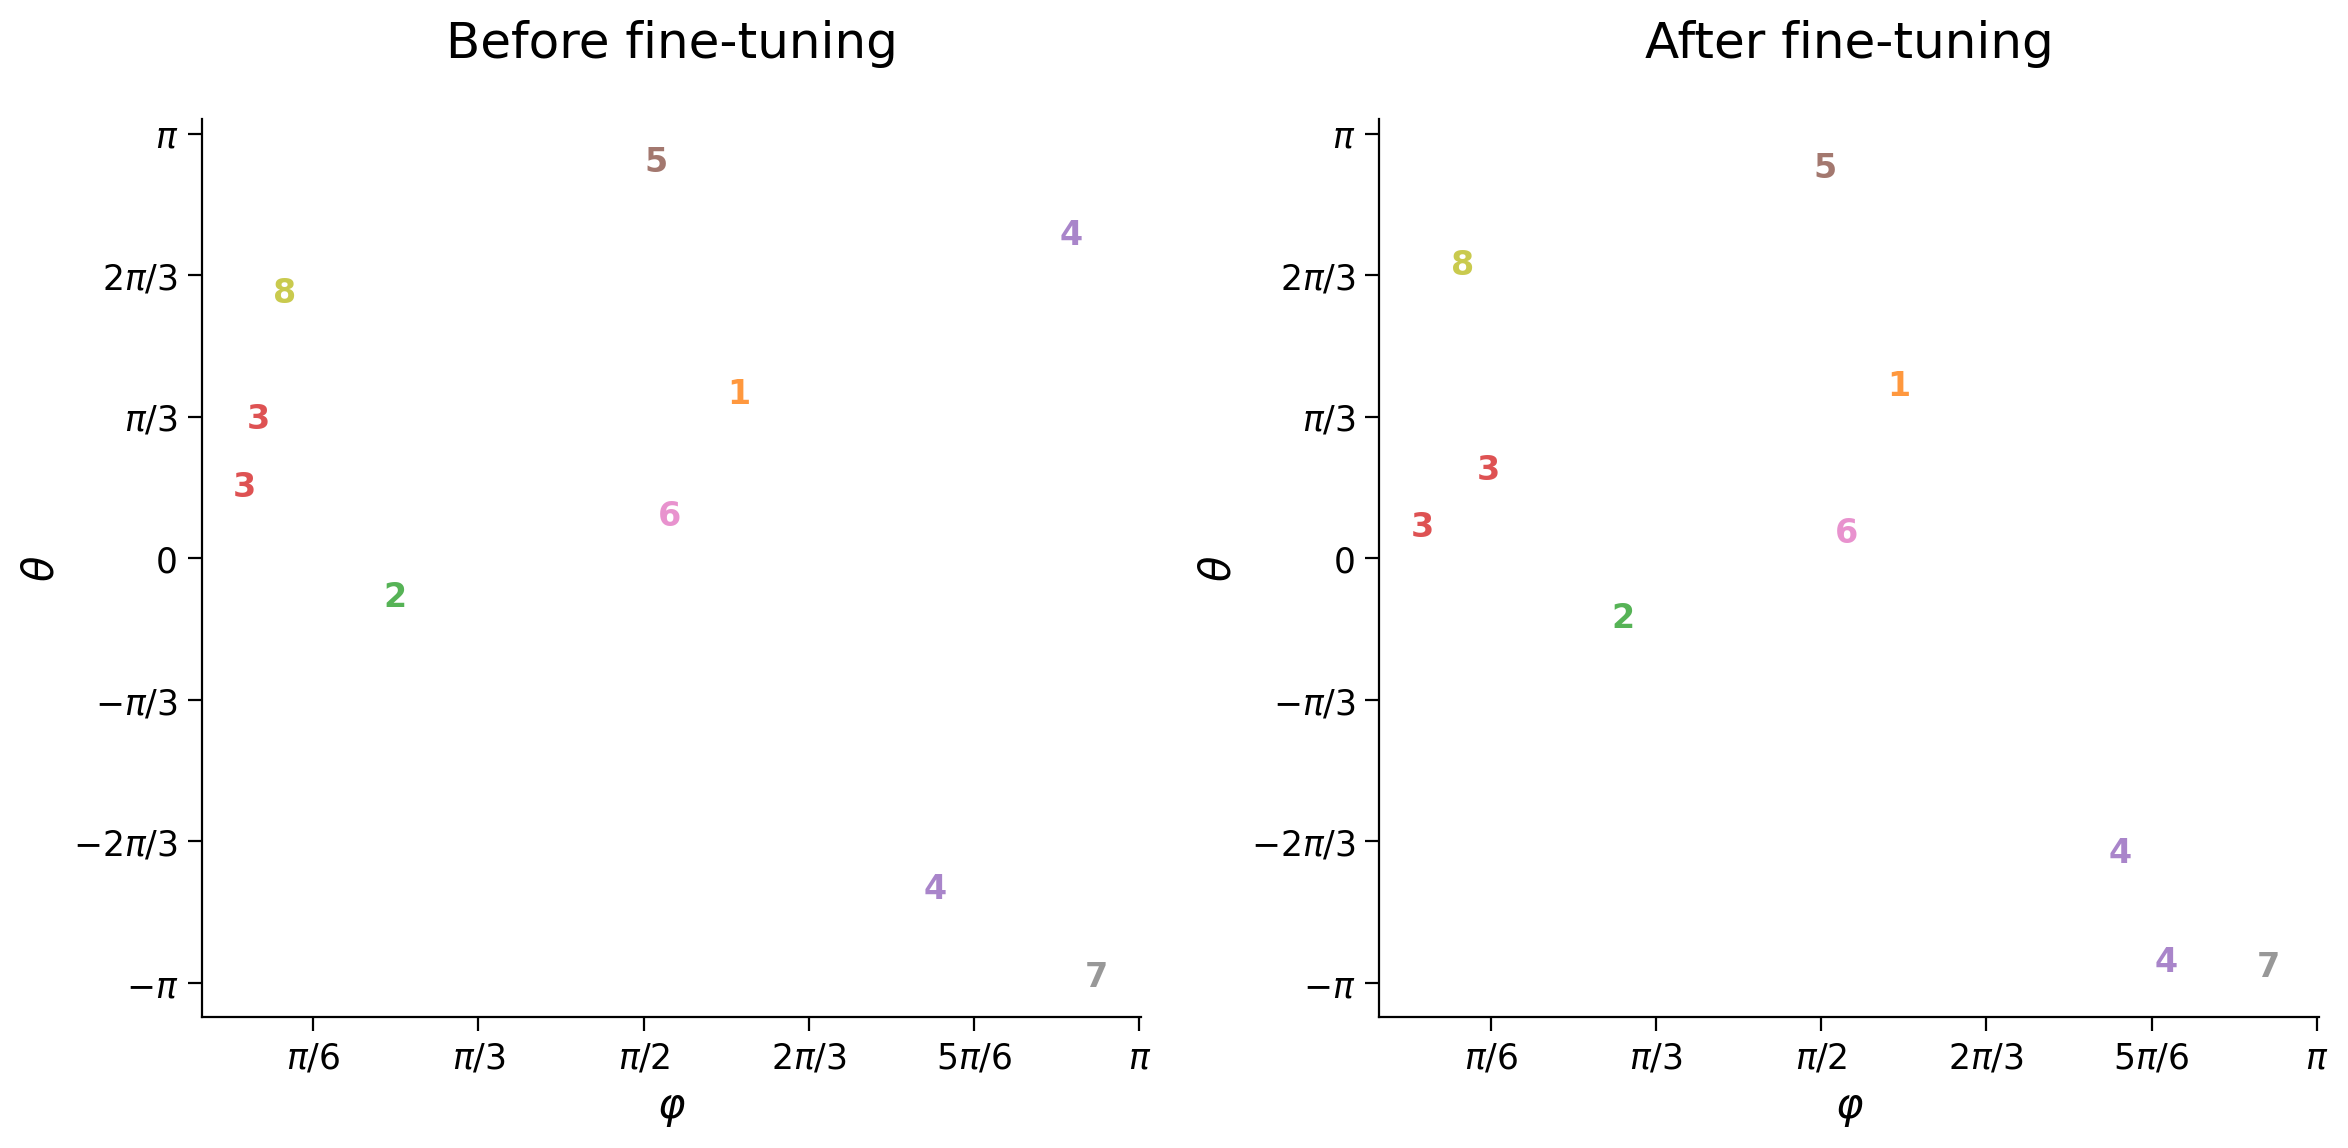 Before fine-tuning
π
2π/3
π/3
0
−π/3
−2π/3
−π
θ
5
4
8
1
3
3
6
2
4
7
π/6 π/3 π/2 2π/3 5π/6 π
φ
After fine-tuning
π
2π/3
π/3
0
−π/3
−2π/3
−π
θ
5
8
1
3
3
6
2
4
4 7
π/6 π/3 π/2 2π/3 5π/6 π
φ